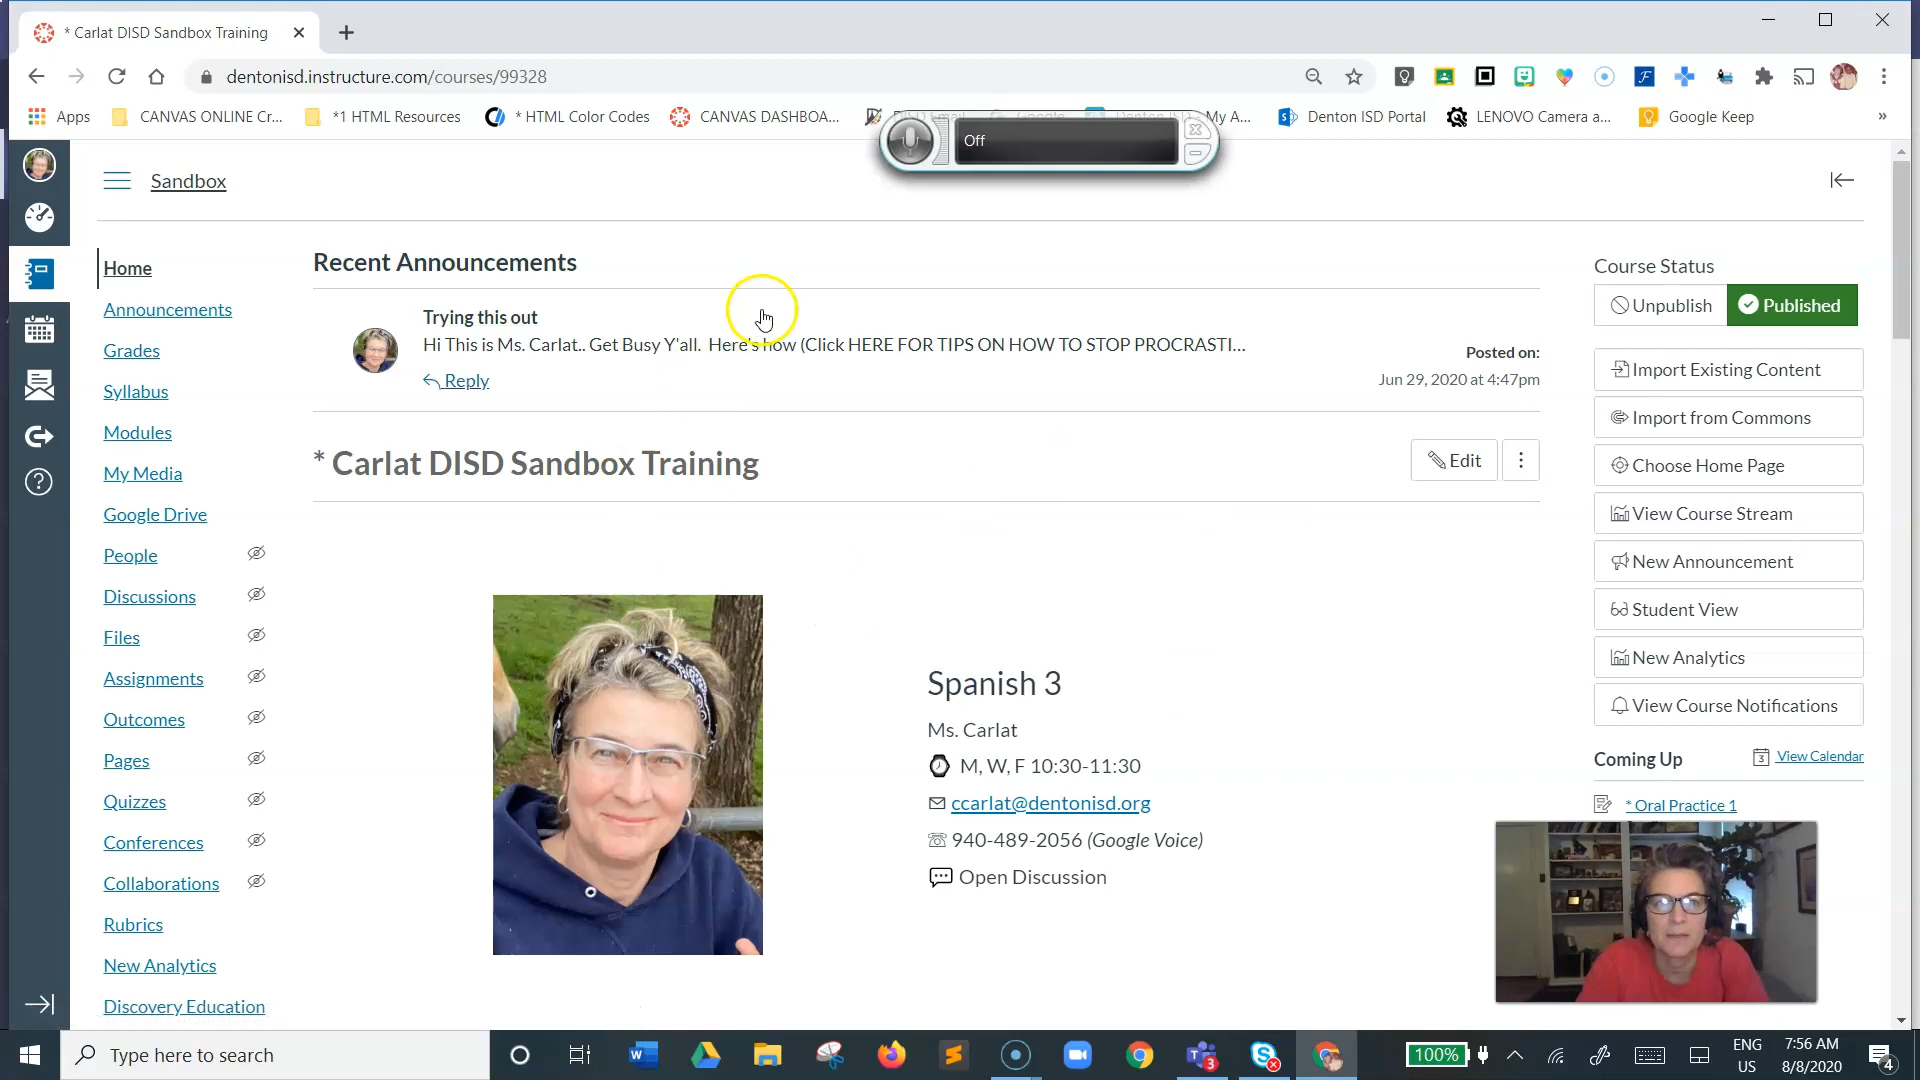 * Carlat DISD Sandbox Training
dentonisd.instructure.com/courses/99328
Apps
CANVAS ONLINE Cr...
*1 HTML Resources
* HTML Color Codes
CANVAS DASHBOA...
My A...
Denton ISD Portal
LENOVO Camera a...
Google Keep
»
Off
Sandbox
Home
Announcements
Grades
Syllabus
Modules
My Media
Google Drive
People
Discussions
Files
Assignments
Outcomes
Pages
Quizzes
Conferences
Collaborations
Rubrics
New Analytics
Discovery Education
Recent Announcements
Trying this out
Hi This is Ms. Carlat.. Get Busy Y'all. Here's how (Click HERE FOR TIPS ON HOW TO STOP PROCRASTI...
Reply
Posted on:
Jun 29, 2020 at 4:47pm
* Carlat DISD Sandbox Training
Edit
Spanish 3
Ms. Carlat
M, W, F 10:30-11:30
ccarlat@dentonisd.org
940-489-2056 (Google Voice)
Open Discussion
Course Status
Unpublish
Published
Import Existing Content
Import from Commons
Choose Home Page
View Course Stream
New Announcement
Student View
New Analytics
View Course Notifications
Coming Up
3
View Calendar
* Oral Practice 1
Type here to search
3
100%
ENG
US
7:56 AM
8/8/2020
4